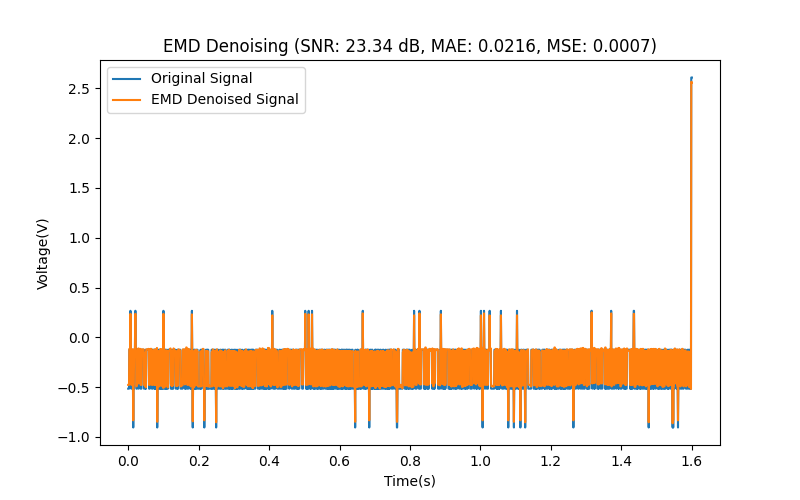 EMD Denoising (SNR: 23.34 dB, MAE: 0.0216, MSE: 0.0007)
Original Signal
EMD Denoised Signal
2.5
2.0
1.5
1.0
0.5
0.0
−0.5
−1.0
Voltage(V)
0.0 0.2 0.4 0.6 0.8 1.0 1.2 1.4 1.6
Time(s)